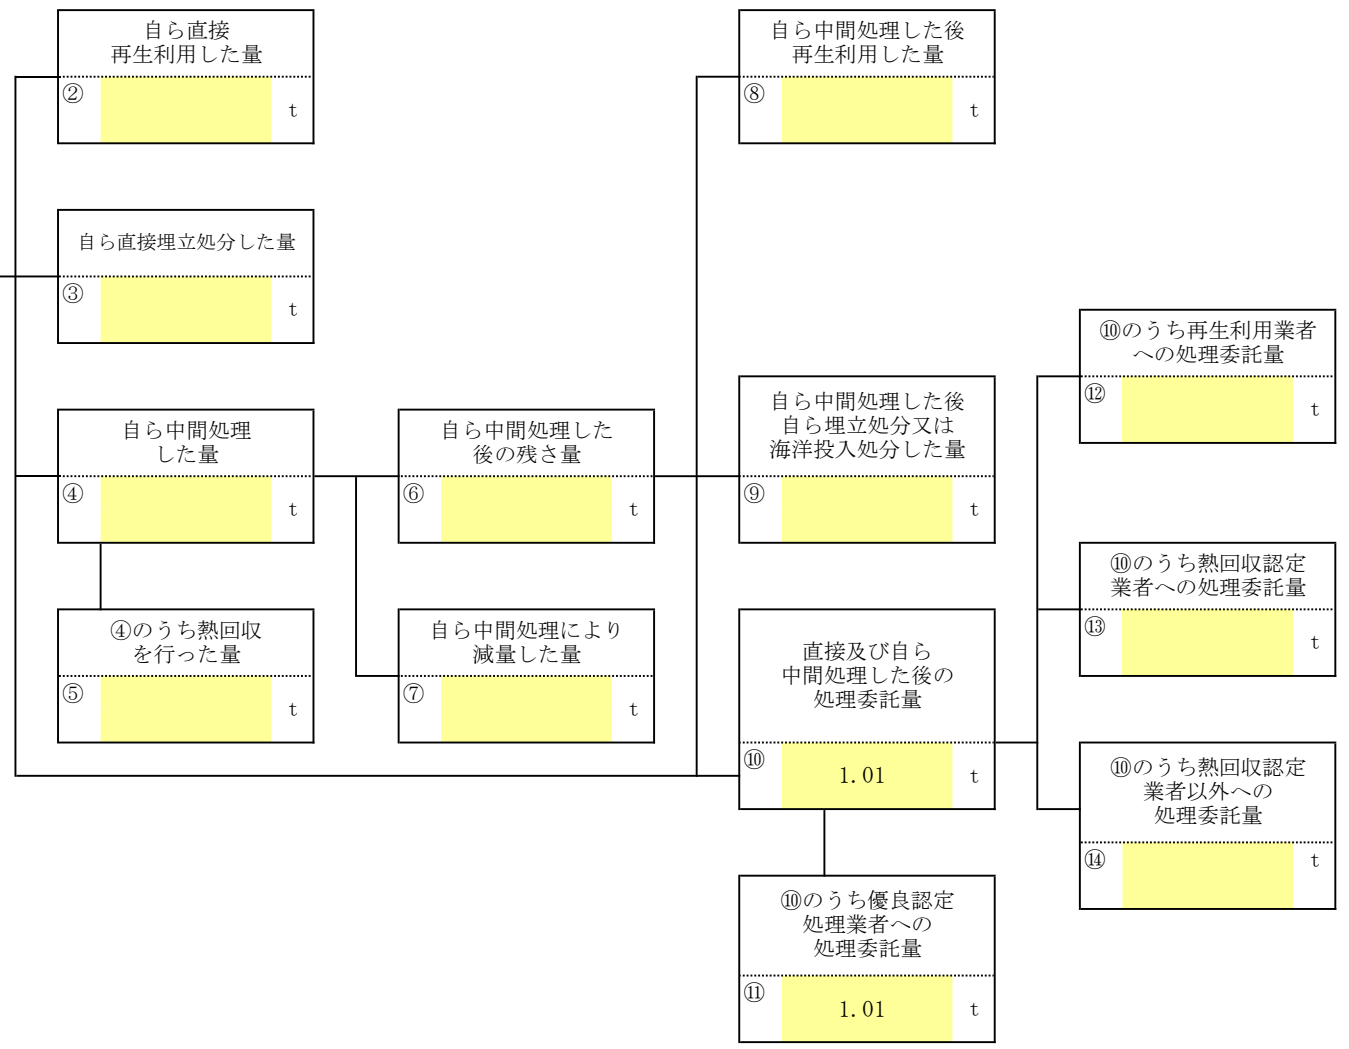 自ら直接
再生利用した量
②
t
自ら中間処理した後
再生利用した量
⑧
t
自ら直接埋立処分した量
③
t
⑩のうち再生利用業者
への処理委託量
⑫
t
自ら中間処理
した量
④
t
自ら中間処理した
後の残さ量
⑥
t
自ら中間処理した後
自ら埋立処分又は
海洋投入処分した量
⑨
t
⑩のうち熱回収認定
業者への処理委託量
⑬
t
④のうち熱回収
を行った量
⑤
t
自ら中間処理により
減量した量
⑦
t
直接及び自ら
中間処理した後の
処理委託量
⑩
1.01
t
⑩のうち熱回収認定
業者以外への
処理委託量
⑭
t
⑩のうち優良認定
処理業者への
処理委託量
⑪
1.01
t